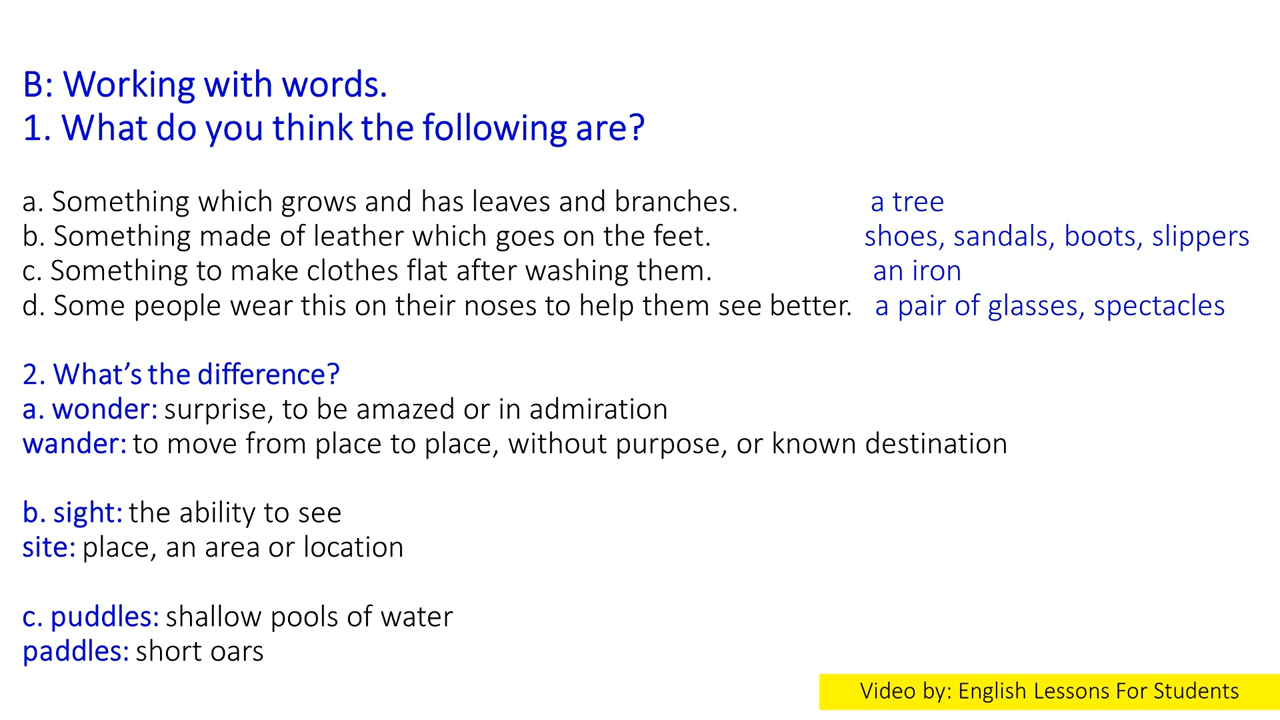 B: Working with words.
1. What do you think the following are?
a. Something which grows and has leaves and branches. a tree
b. Something made of leather which goes on the feet. shoes, sandals, boots, slippers
c. Something to make clothes flat after washing them. an iron
d. Some people wear this on their noses to help them see better. a pair of glasses, spectacles
2. What’s the difference?
a. wonder: surprise, to be amazed or in admiration
wander: to move from place to place, without purpose, or known destination
b. sight: the ability to see
site: place, an area or location
c. puddles: shallow pools of water
paddles: short oars
Video by: English Lessons For Students